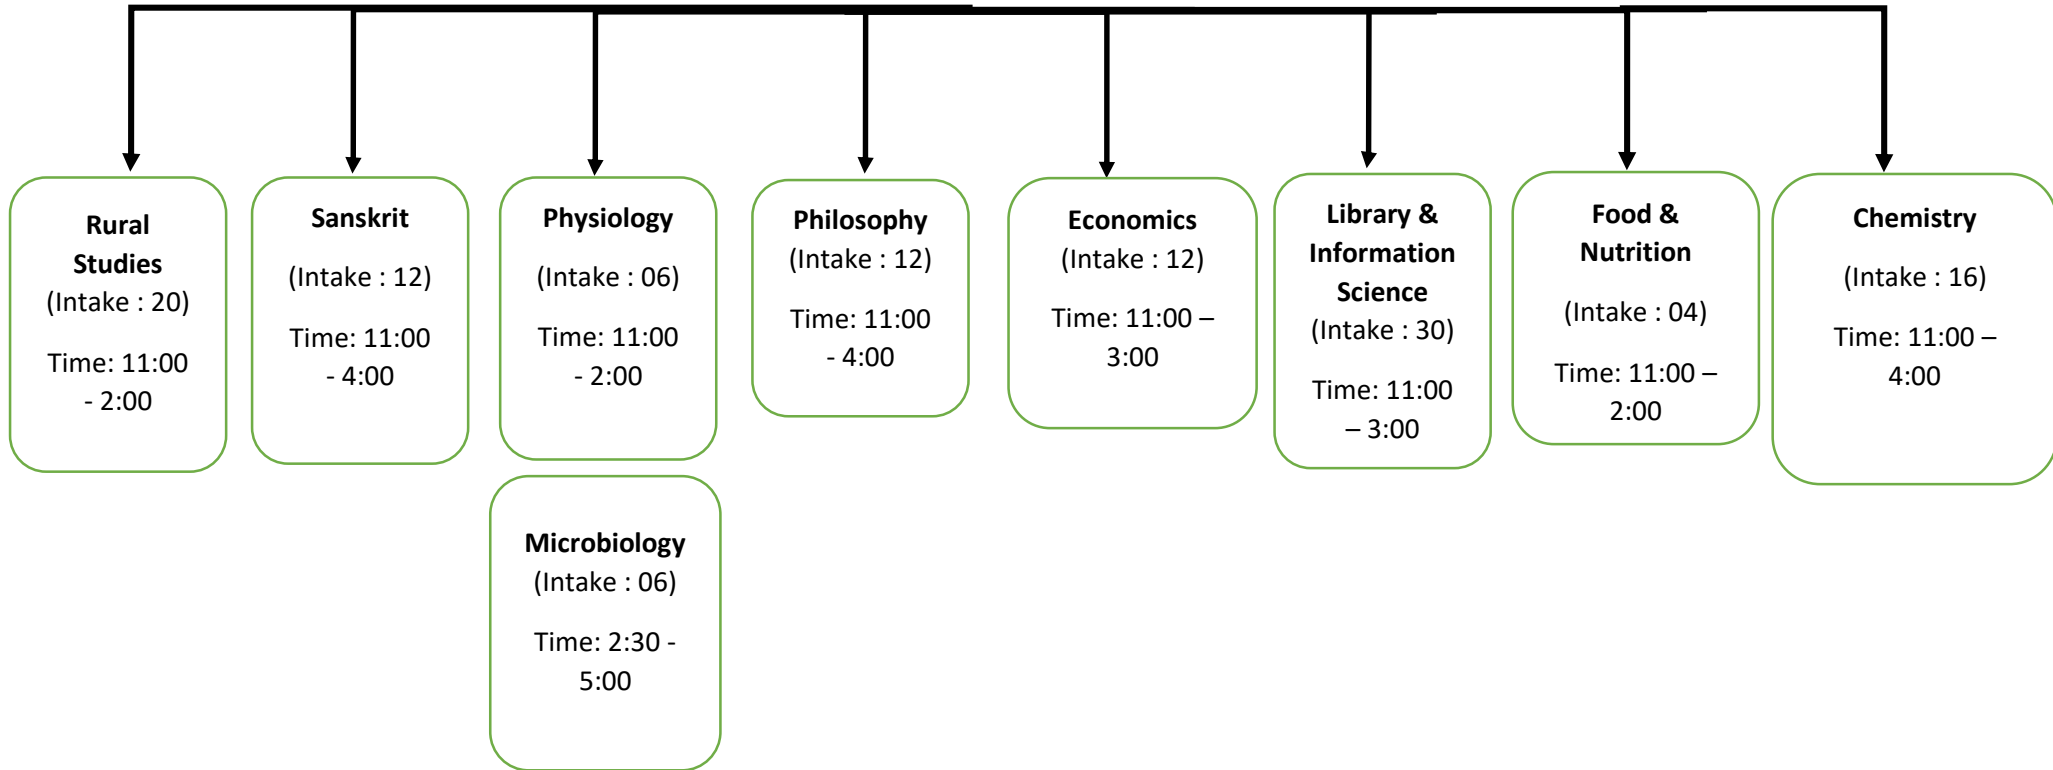 Rural
Studies
(Intake : 20)
Time: 11:00
- 2:00
Sanskrit
(Intake : 12)
Time: 11:00
- 4:00
Physiology
(Intake : 06)
Time: 11:00
- 2:00
Philosophy
(Intake : 12)
Time: 11:00
- 4:00
Economics
(Intake : 12)
Time: 11:00 –
3:00
Library &
Information
Science
(Intake : 30)
Time: 11:00
– 3:00
Food &
Nutrition
(Intake : 04)
Time: 11:00 –
2:00
Chemistry
(Intake : 16)
Time: 11:00 –
4:00
Microbiology
(Intake : 06)
Time: 2:30 -
5:00